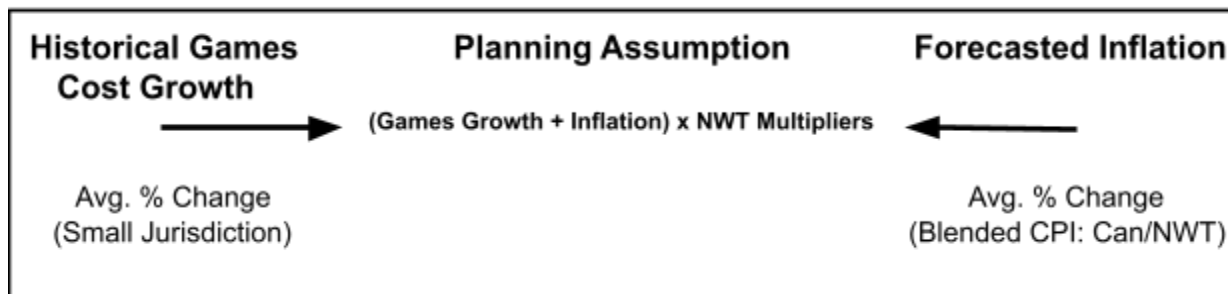 Historical Games
Cost Growth
Planning Assumption
Forecasted Inflation
(Games Growth + Inflation) x NWT Multipliers
Avg. % Change
(Small Jurisdiction)
Avg. % Change
(Blended CPI: Can/NWT)